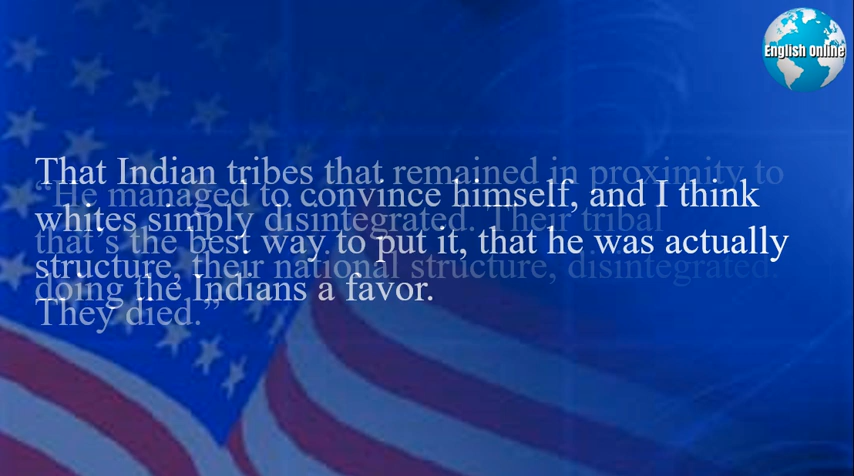 English Online
That Indian tribes that remained in proximity to
“He managed to convince himself, and I think
whites simply disintegrated. Their tribal
that’s the best way to put it, that he was actually
structure, their national structure, disintegrated.
doing the Indians a favor.
They died.”